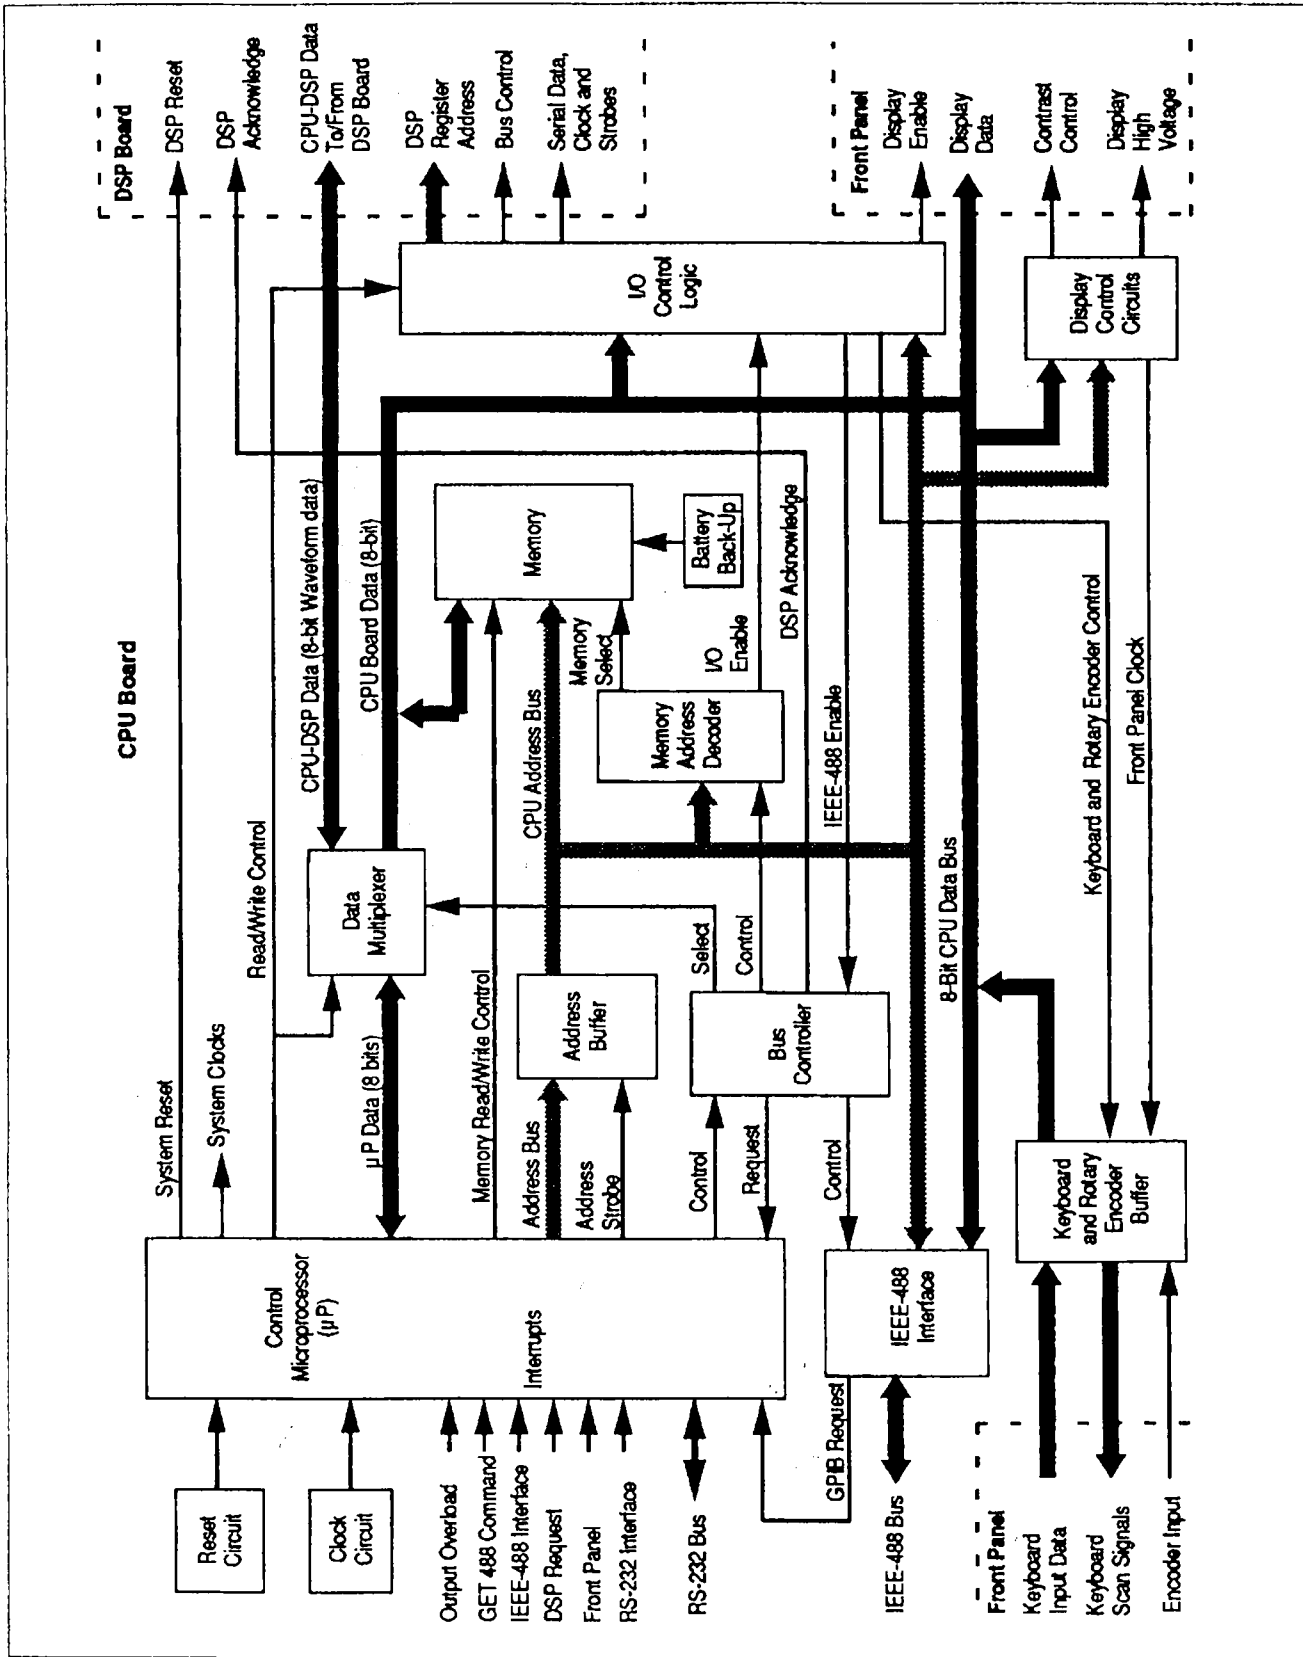 CPU Board
DSP Board
DSP Reset
DSP
Acknowledge
CPU-DSP Data
To/From
DSP Board
DSP
Register
Address
Bus Control
Serial Data,
Clock and
Strobes
Front Panel
Display
Enable
Display
Data
Contrast
Control
Display
High
Voltage
System Reset
System Clocks
Read/Write Control
CPU-DSP Data (8-bit Waveform data)
CPU Board Data (8-bit)
µP Data (8 bits)
Data
Multiplexer
I/O
Control
Logic
Display
Control
Circuits
Memory
Battery
Back-Up
Memory Read/Write Control
CPU Address Bus
Memory
Select
I/O
Enable
Memory
Address
Decoder
DSP Acknowledge
IEEE-488 Enable
Address Bus
Address
Strobe
Address
Buffer
Select
Control
Bus
Controller
Control
Request
Control
8-Bit CPU Data Bus
Keyboard and Rotary Encoder Control
Front Panel Clock
Control
Microprocessor
(µP)
Interrupts
Reset
Circuit
Clock
Circuit
Output Overload
GET 488 Command
IEEE-488 Interface
DSP Request
Front Panel
RS-232 Interface
RS-232 Bus
GPIB Request
IEEE-488 Bus
IEEE-488
Interface
Keyboard
and Rotary
Encoder
Buffer
Front Panel
Keyboard
Input Data
Keyboard
Scan Signals
Encoder Input